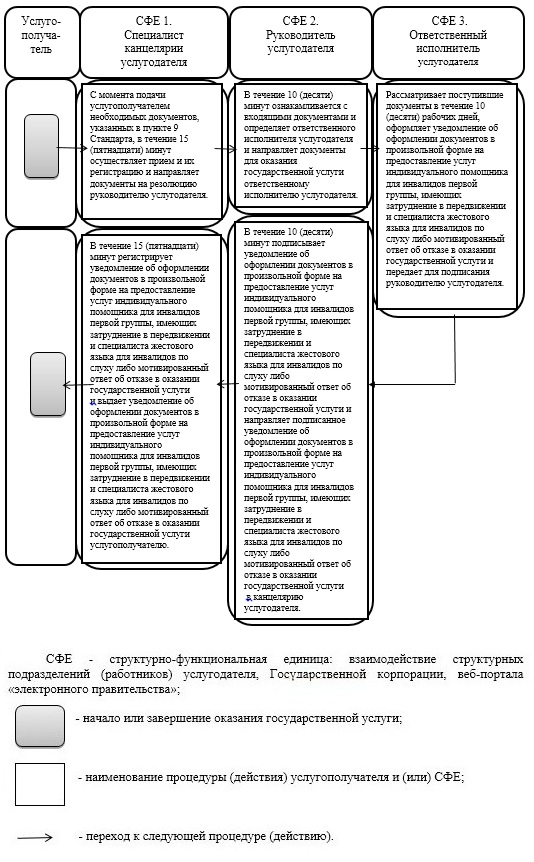 Услуго-
получа-
тель
СФЕ 1.
Специалист
канцелярии
услугодателя
СФЕ 2.
Руководитель
услугодателя
СФЕ 3.
Ответственный
исполнитель
услугодателя
С момента подачи
услугополучателем
необходимых документов,
указанных в пункте 9
Стандарта, в течение 15
(пятнадцати) минут
осуществляет прием и их
регистрацию и направляет
документы на резолюцию
руководителю услугодателя.
В течение 10 (десяти)
минут ознакамливается с
входящими документами и
определяет ответственного
исполнителя услугодателя
и направляет документы
для оказания
государственной услуги
ответственному
исполнителю услугодателя.
Рассматривает поступившие
документы в течение 10
(десяти) рабочих дней,
оформляет уведомление об
оформлении документов в
произвольной форме на
предоставление услуг
индивидуального помощника
для инвалидов первой
группы, имеющих
затруднение в передвижении
и специалиста жестового
языка для инвалидов по
слуху либо мотивированный
ответ об отказе в оказании
государственной услуги и
передает для подписания
руководителю услугодателя.
В течение 15 (пятнадцати)
минут регистрирует
уведомление об оформлении
документов в произвольной
форме на предоставление
услуг индивидуального
помощника для инвалидов
первой группы, имеющих
затруднение в передвижении
и специалиста жестового
языка для инвалидов по
слуху либо мотивированный
ответ об отказе в оказании
государственной услуги
и выдает уведомление об
оформлении документов в
произвольной форме на
предоставление услуг
индивидуального
помощника для инвалидов
первой группы, имеющих
затруднение в передвижении
и специалиста жестового
языка для инвалидов по
слуху либо мотивированный
ответ об отказе в оказании
государственной услуги
услугополучателю.
В течение 10 (десяти)
минут подписывает
уведомление об
оформлении документов в
произвольной форме на
предоставление услуг
индивидуального
помощника для инвалидов
первой группы, имеющих
затруднение в
передвижении и
специалиста жестового
языка для инвалидов по
слуху либо
мотивированный ответ об
отказе в оказании
государственной услуги и
направляет подписанное
уведомление об
оформлении документов в
произвольной форме на
предоставление услуг
индивидуального
помощника для инвалидов
первой группы, имеющих
затруднение в
передвижении и
специалиста жестового
языка для инвалидов по
слуху либо
мотивированный ответ об
отказе в оказании
государственной услуги
в канцелярию
услугодателя.
СФЕ - структурно-функциональная единица: взаимодействие структурных
подразделений (работников) услугодателя, Государственной корпорации, веб-портала
«электронного правительства»;
- начало или завершение оказания государственной услуги;
- наименование процедуры (действия) услугополучателя и (или) СФЕ;
- переход к следующей процедуре (действию).